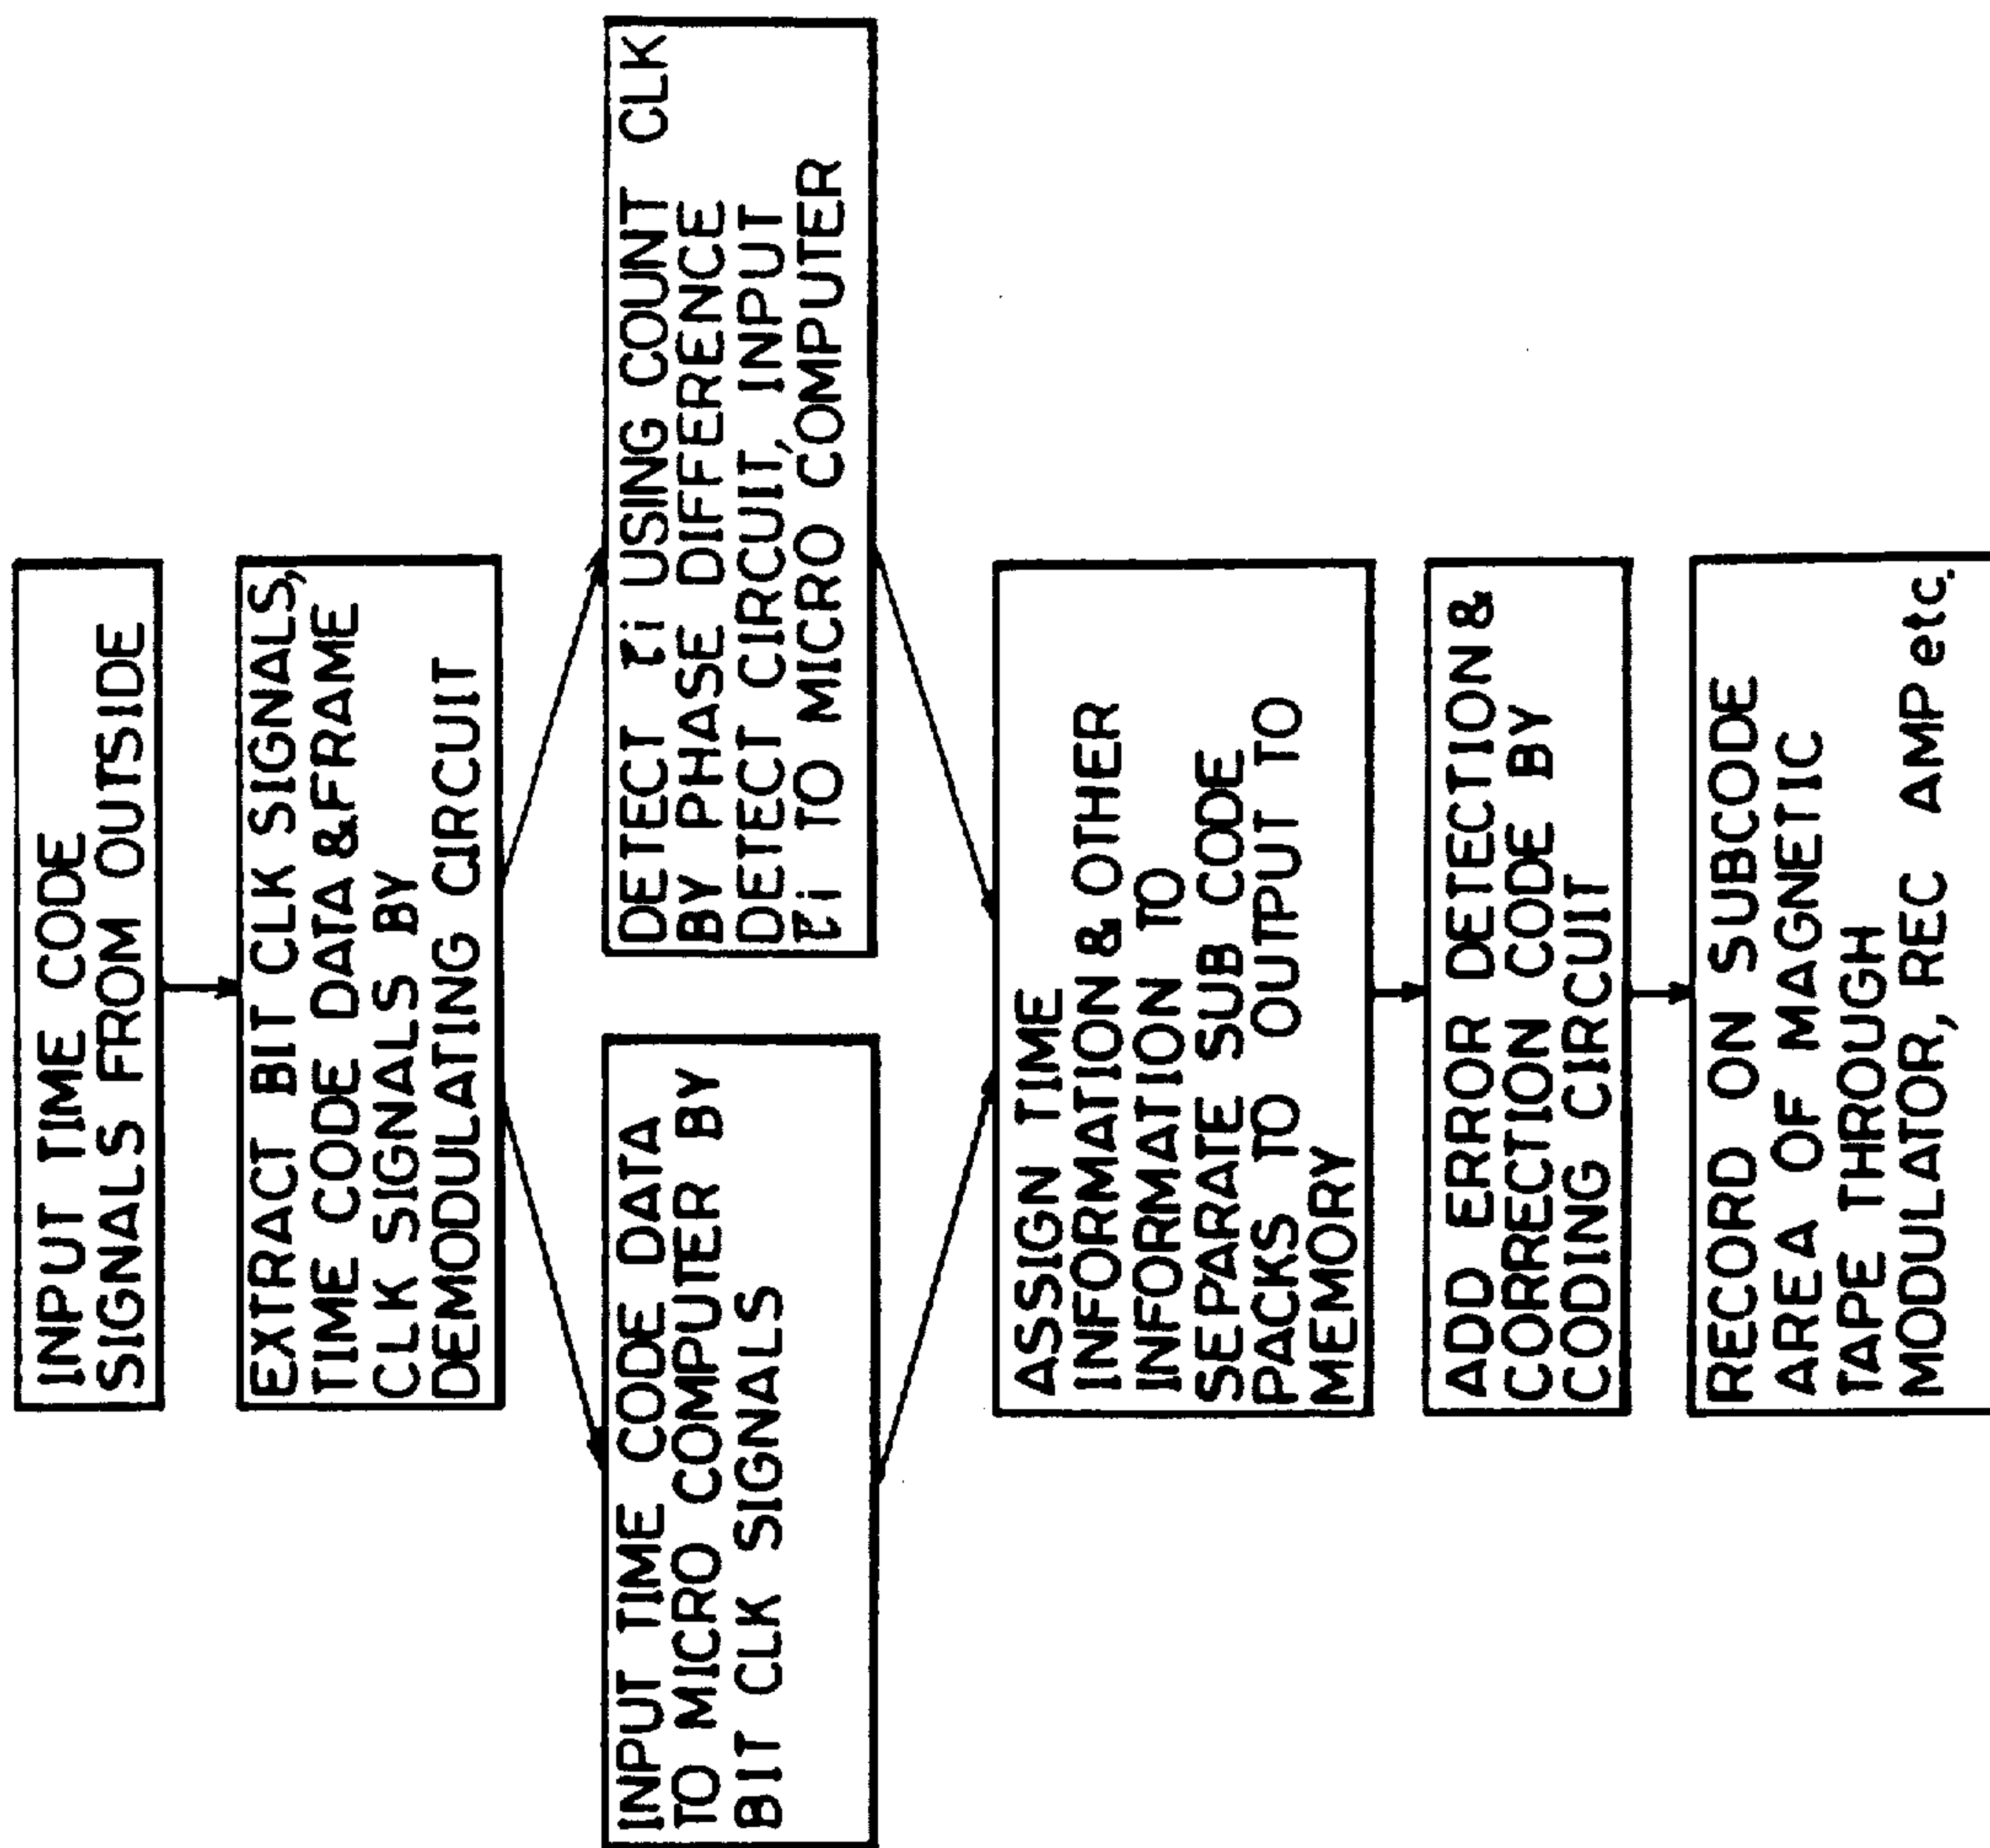 INPUT TIME CODE
SIGNALS FROM OUTSIDE
EXTRACT BIT CLK SIGNALS,
TIME CODE DATA & FRAME
CLK SIGNALS BY
DEMODULATING CIRCUIT
INPUT TIME CODE DATA
TO MICRO COMPUTER BY
BIT CLK SIGNALS
DETECT τi USING COUNT CLK
BY PHASE DIFFERENCE
DETECT CIRCUIT, INPUT
τi TO MICRO COMPUTER
ASSIGN TIME
INFORMATION & OTHER
INFORMATION TO
SEPARATE SUB CODE
PACKS TO OUTPUT TO
MEMORY
ADD ERROR DETECTION &
CORRECTION CODE BY
CODING CIRCUIT
RECORD ON SUBCODE
AREA OF MAGNETIC
TAPE THROUGH
MODULATOR, REC AMP etc.